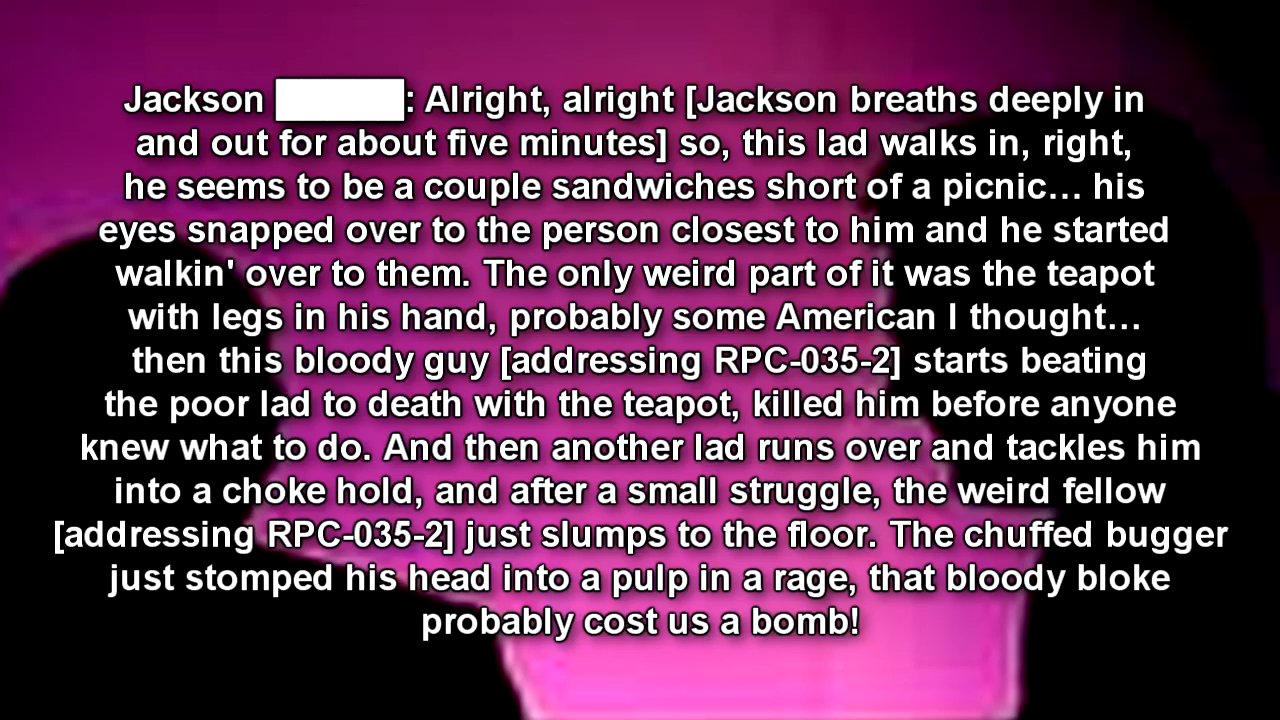 Jackson : Alright, alright [Jackson breaths deeply in
and out for about five minutes] so, this lad walks in, right,
he seems to be a couple sandwiches short of a picnic… his
eyes snapped over to the person closest to him and he started
walkin' over to them. The only weird part of it was the teapot
with legs in his hand, probably some American I thought…
then this bloody guy [addressing RPC-035-2] starts beating
the poor lad to death with the teapot, killed him before anyone
knew what to do. And then another lad runs over and tackles him
into a choke hold, and after a small struggle, the weird fellow
[addressing RPC-035-2] just slumps to the floor. The chuffed bugger
just stomped his head into a pulp in a rage, that bloody bloke
probably cost us a bomb!